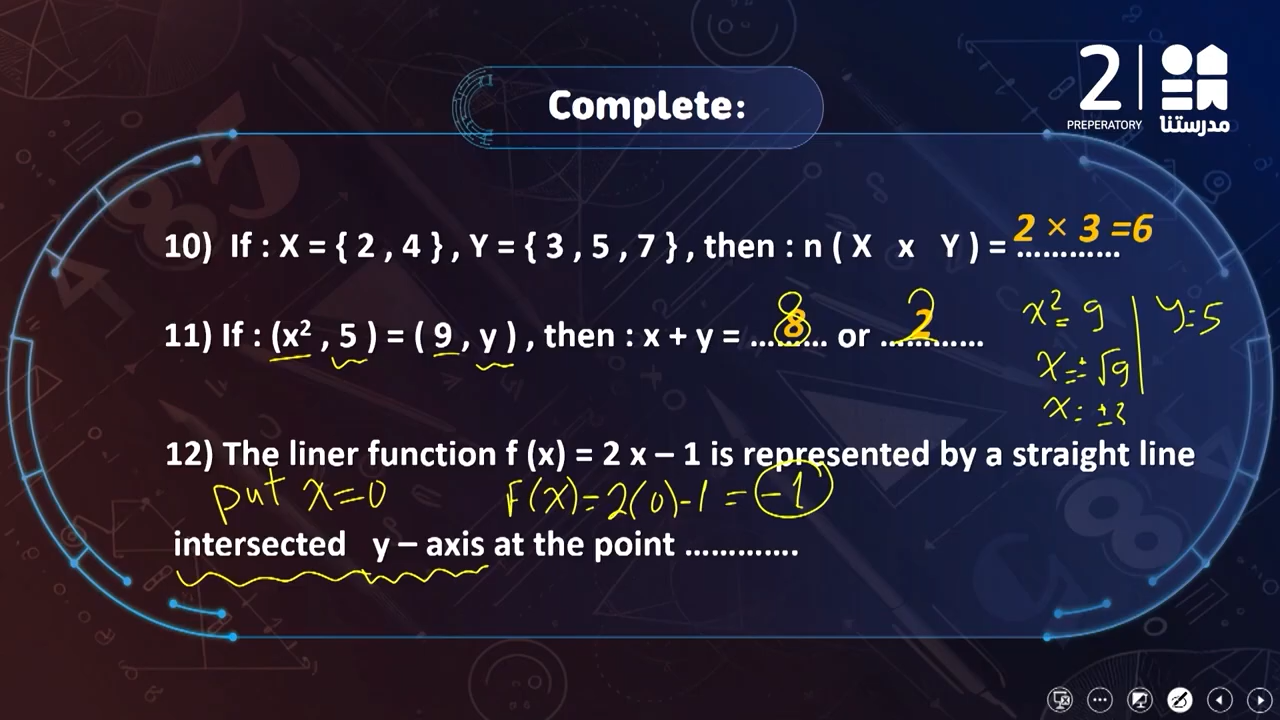 Complete:
2
PREPERATORY
مدرستنا
10) If : X = { 2 , 4 } , Y = { 3 , 5 , 7 } , then : n ( X x Y ) = ............. 2 × 3 =6
11) If : (x² , 5 ) = ( 9 , y ) , then : x + y = ......... or ............
8
8
2
2
x² = 9
y = 5
x = ± √9
x = ±3
12) The liner function f (x) = 2 x – 1 is represented by a straight line
put x=0 F(x)=2(0)-1 = -1
intersected y – axis at the point .............